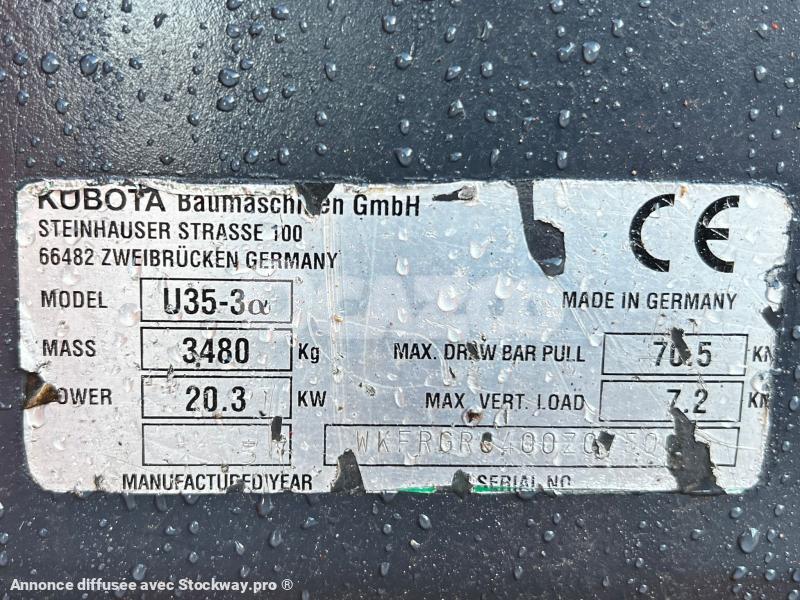 KUBOTA Baumaschinen GmbH
STEINHAUSER STRASSE 100
66482 ZWEIBRÜCKEN GERMANY
MODEL U35-3α MADE IN GERMANY
MASS 3480 Kg MAX. DRAW BAR PULL 70.5 KN
POWER 20.3 KW MAX. VERT. LOAD 7.2 KN
MANUFACTURED YEAR SERIAL NO
CE
Annonce diffusée avec Stockway.pro ®